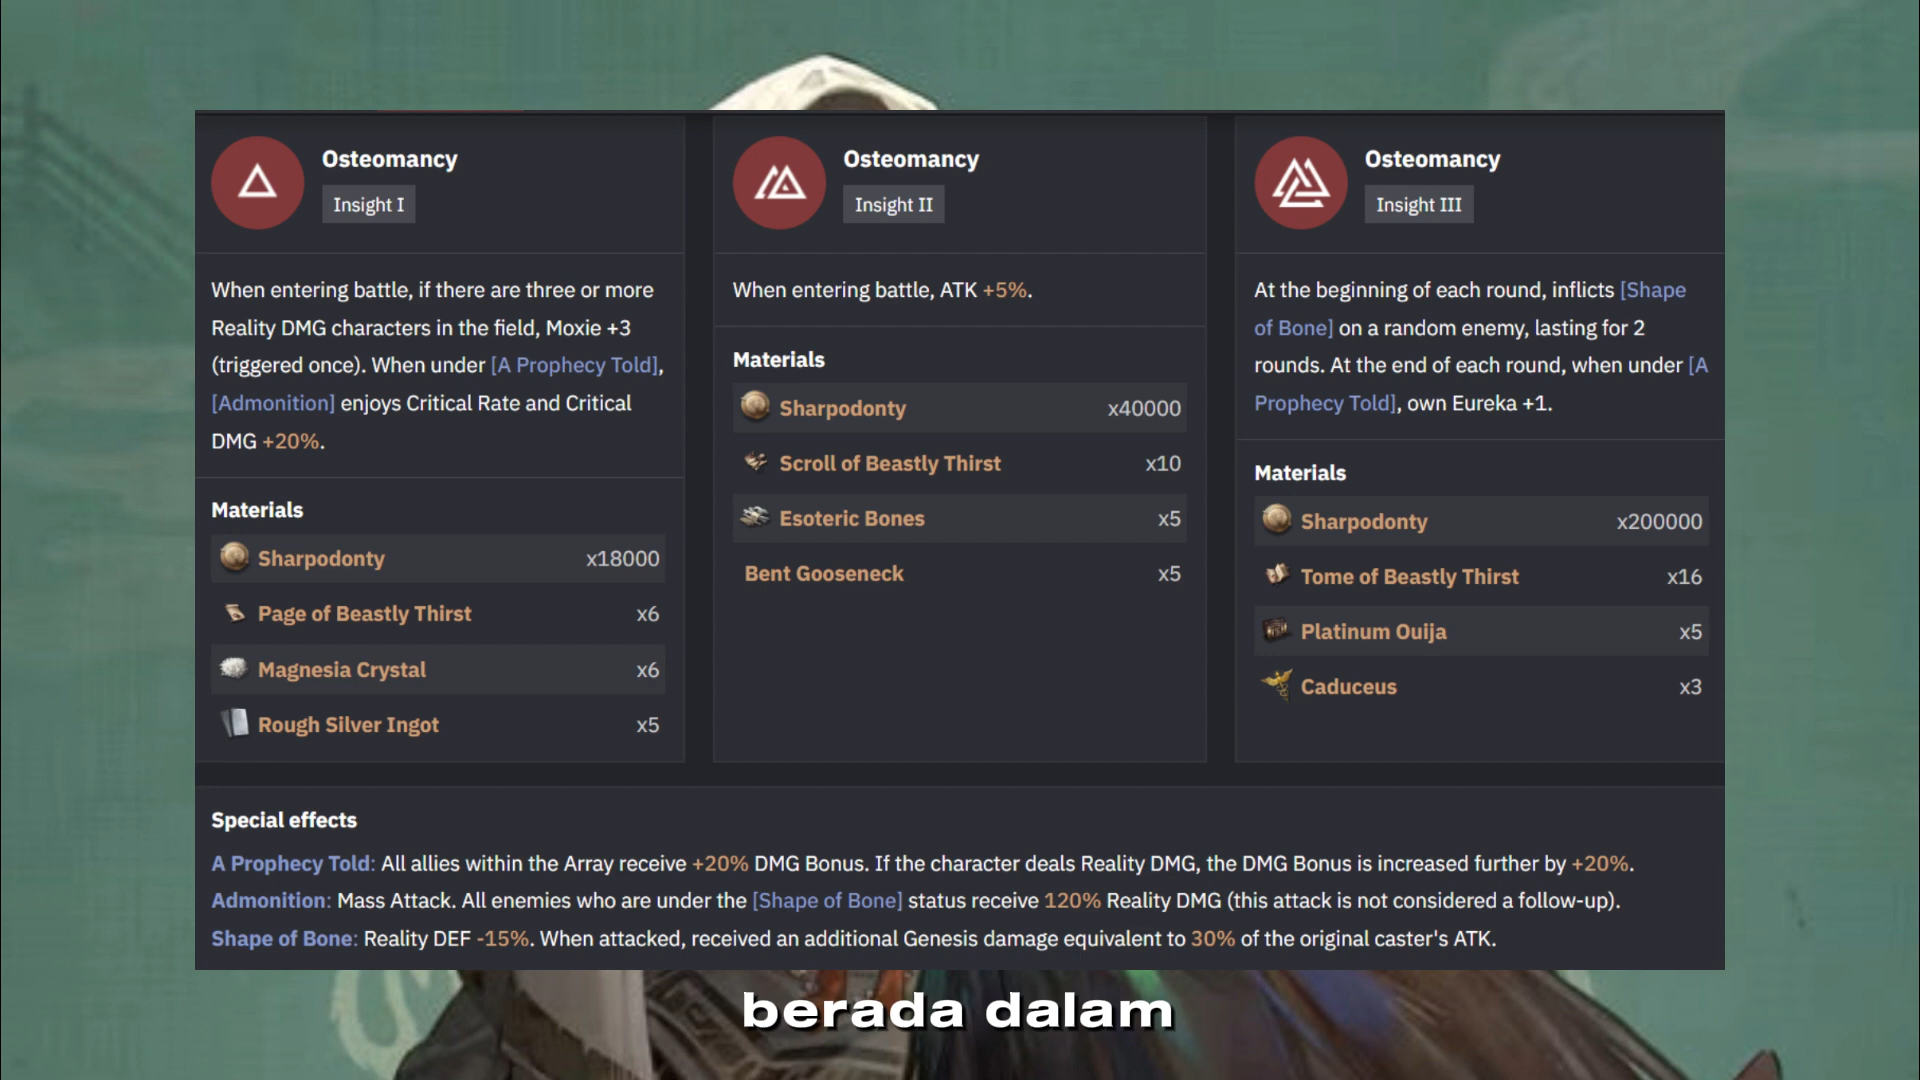 Osteomancy
Insight I
When entering battle, if there are three or more
Reality DMG characters in the field, Moxie +3
(triggered once). When under [A Prophecy Told],
[Admonition] enjoys Critical Rate and Critical
DMG +20%.
Materials
Sharpodonty x18000
Page of Beastly Thirst x6
Magnesia Crystal x6
Rough Silver Ingot x5
Osteomancy
Insight II
When entering battle, ATK +5%.
Materials
Sharpodonty x40000
Scroll of Beastly Thirst x10
Esoteric Bones x5
Bent Gooseneck x5
Osteomancy
Insight III
At the beginning of each round, inflicts [Shape
of Bone] on a random enemy, lasting for 2
rounds. At the end of each round, when under [A
Prophecy Told], own Eureka +1.
Materials
Sharpodonty x200000
Tome of Beastly Thirst x16
Platinum Ouija x5
Caduceus x3
Special effects
A Prophecy Told: All allies within the Array receive +20% DMG Bonus. If the character deals Reality DMG, the DMG Bonus is increased further by +20%.
Admonition: Mass Attack. All enemies who are under the [Shape of Bone] status receive 120% Reality DMG (this attack is not considered a follow-up).
Shape of Bone: Reality DEF -15%. When attacked, received an additional Genesis damage equivalent to 30% of the original caster's ATK.
berada dalam